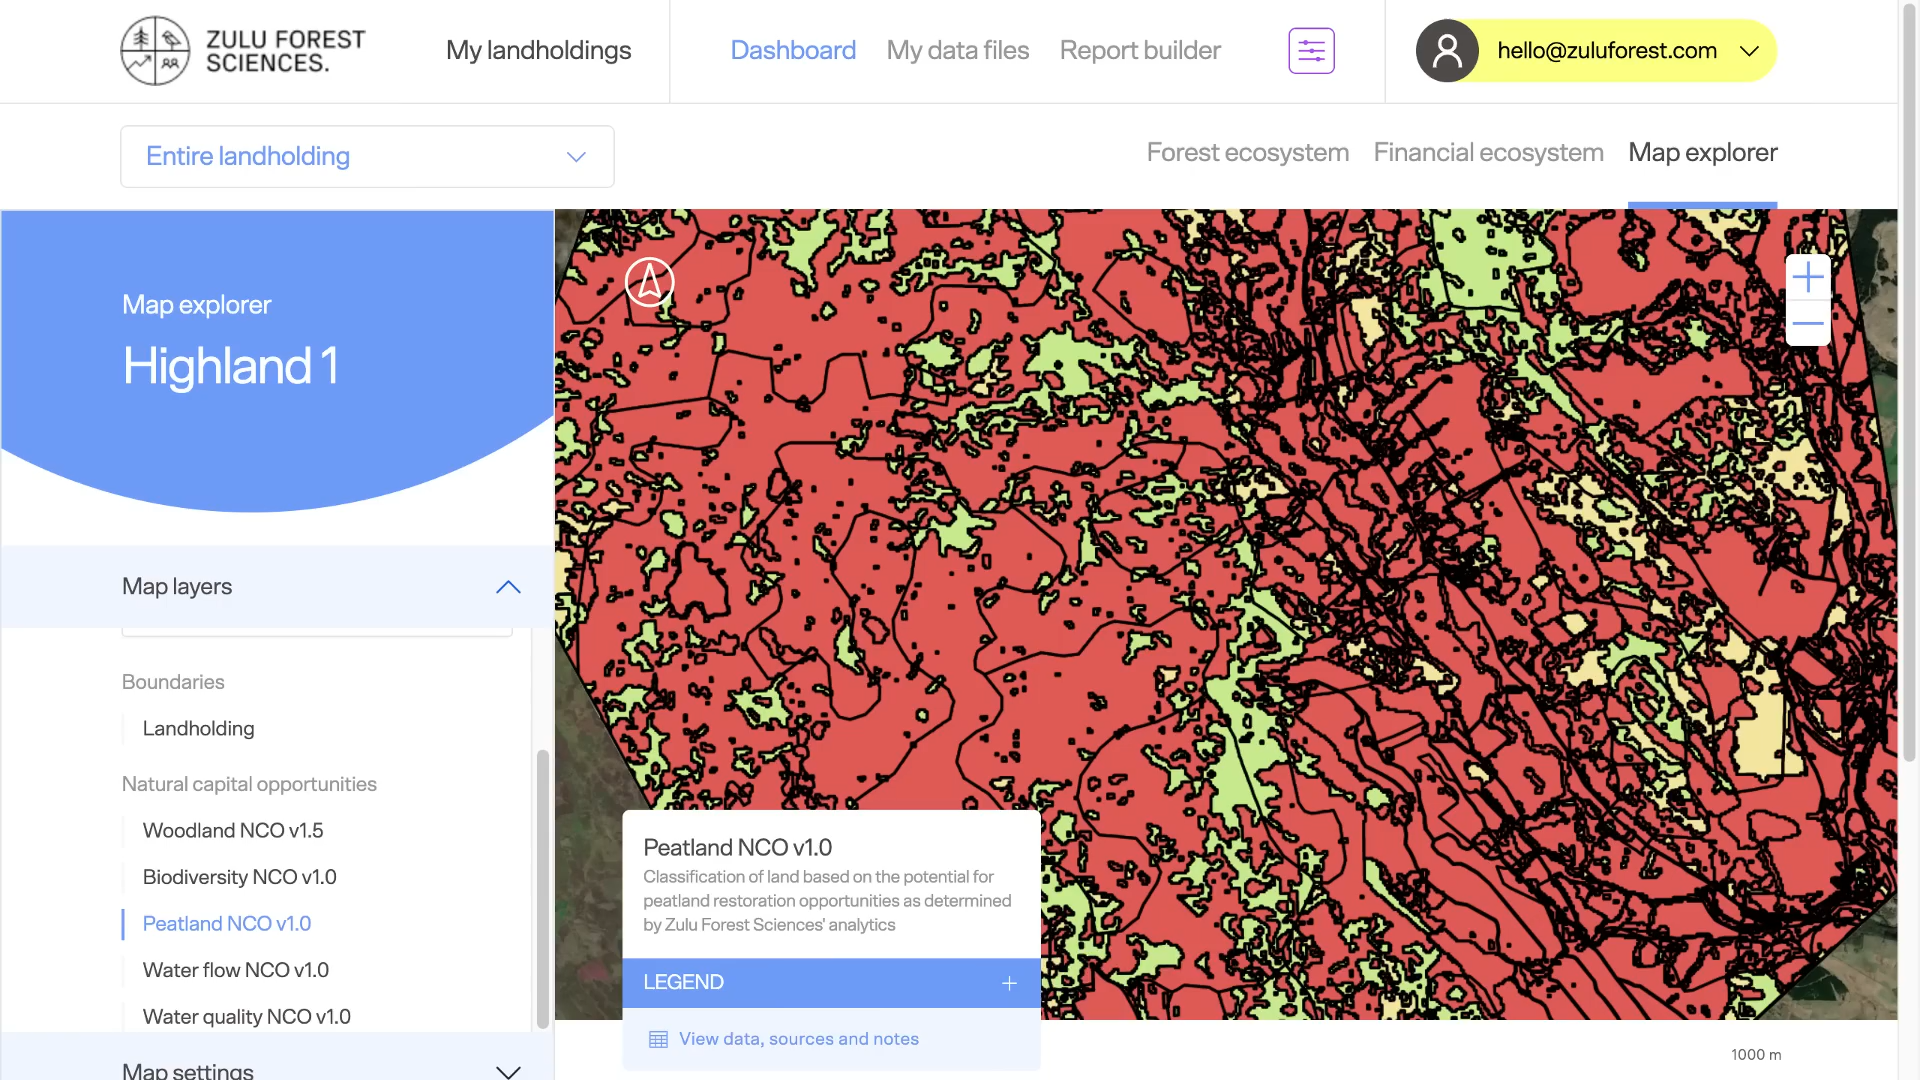 ZULU FOREST
SCIENCES.
My landholdings
Dashboard
My data files
Report builder
hello@zuluforest.com
Entire landholding
Forest ecosystem
Financial ecosystem
Map explorer
Map explorer
Highland 1
Map layers
Boundaries
Landholding
Natural capital opportunities
Woodland NCO v1.5
Biodiversity NCO v1.0
Peatland NCO v1.0
Water flow NCO v1.0
Water quality NCO v1.0
Map settings
Peatland NCO v1.0
Classification of land based on the potential for
peatland restoration opportunities as determined
by Zulu Forest Sciences' analytics
LEGEND
View data, sources and notes
1000 m